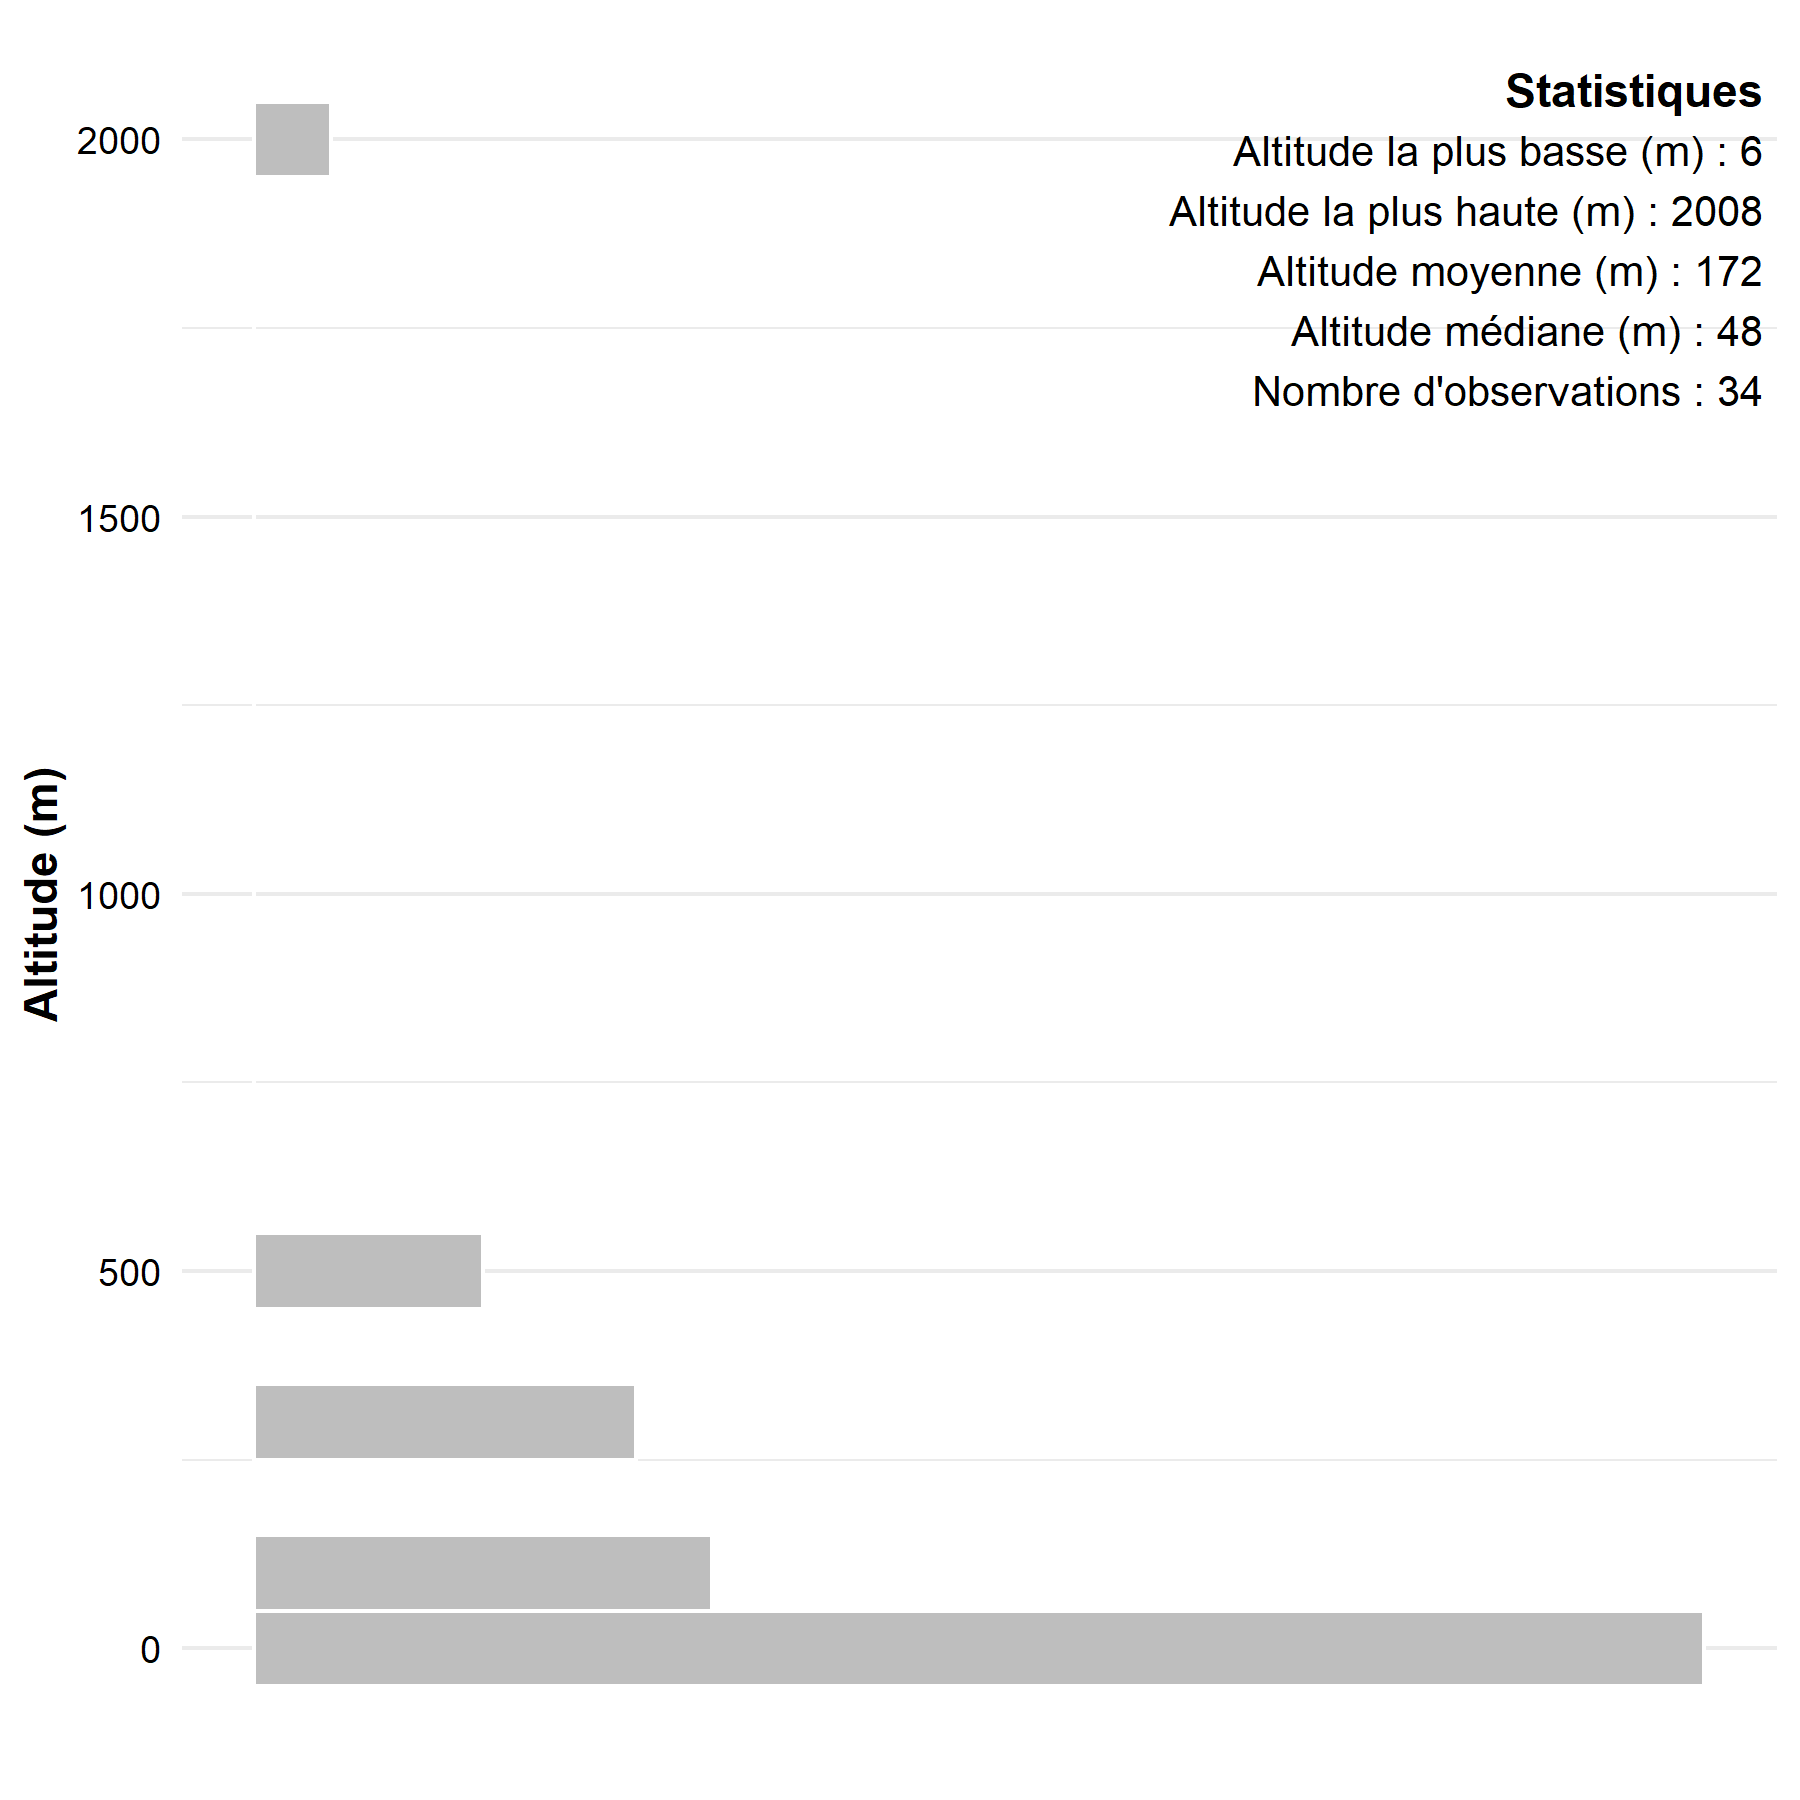 Statistiques
Altitude la plus basse (m) : 6
Altitude la plus haute (m) : 2008
Altitude moyenne (m) : 172
Altitude médiane (m) : 48
Nombre d'observations : 34
2000
1500
1000
500
0
Altitude (m)